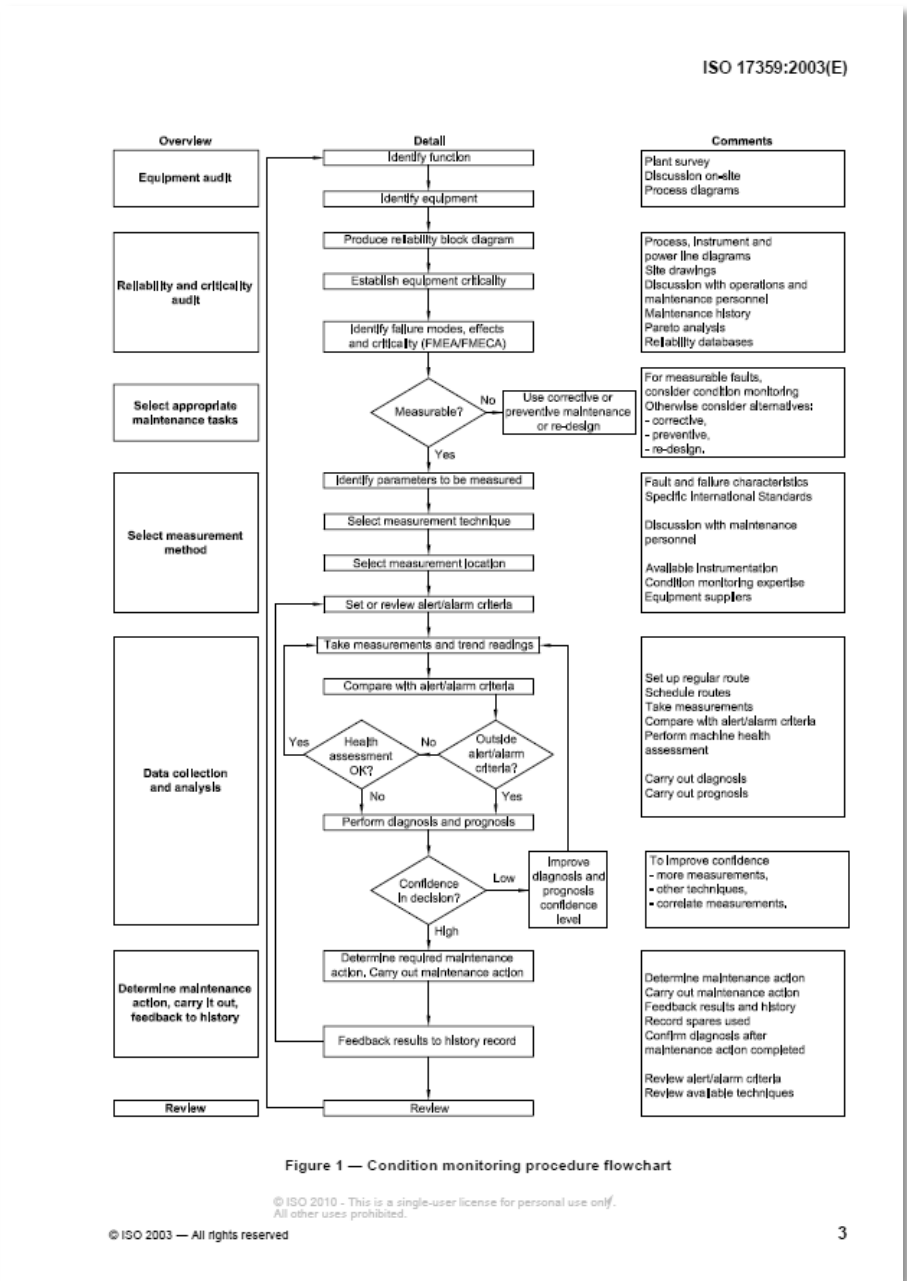 ISO 17359:2003(E)
Overview
Detail
Comments
Equipment audit
Identify function
Identify equipment
Plant survey
Discussion on-site
Process diagrams
Reliability and criticality
audit
Produce reliability block diagram
Establish equipment criticality
Identify failure modes, effects
and criticality (FMEA/FMECA)
Process, Instrument and
power line diagrams
Site drawings
Discussion with operations and
maintenance personnel
Maintenance history
Pareto analysis
Reliability databases
Select appropriate
maintenance tasks
Measurable?
No
Use corrective or
preventive maintenance
or re-design
Yes
For measurable faults,
consider condition monitoring
Otherwise consider alternatives:
- corrective,
- preventive,
- re-design.
Select measurement
method
Identify parameters to be measured
Select measurement technique
Select measurement location
Set or review alert/alarm criteria
Fault and failure characteristics
Specific International Standards
Discussion with maintenance
personnel
Available Instrumentation
Condition monitoring expertise
Equipment suppliers
Data collection
and analysis
Take measurements and trend readings
Compare with alert/alarm criteria
Yes
Health
assessment
OK?
No
Outside
alert/alarm
criteria?
No
Yes
Perform diagnosis and prognosis
Confidence
in decision?
Low
Improve
diagnosis and
prognosis
confidence
level
High
Set up regular route
Schedule routes
Take measurements
Compare with alert/alarm criteria
Perform machine health
assessment
Carry out diagnosis
Carry out prognosis
To improve confidence
- more measurements,
- other techniques,
- correlate measurements.
Determine maintenance
action, carry it out,
feedback to history
Determine required maintenance
action, Carry out maintenance action
Feedback results to history record
Determine maintenance action
Carry out maintenance action
Feedback results and history
Record spares used
Confirm diagnosis after
maintenance action completed
Review alert/alarm criteria
Review available techniques
Review
Review
Figure 1 — Condition monitoring procedure flowchart
© ISO 2010 - This is a single-user license for personal use only.
All other uses prohibited.
© ISO 2003 — All rights reserved
3